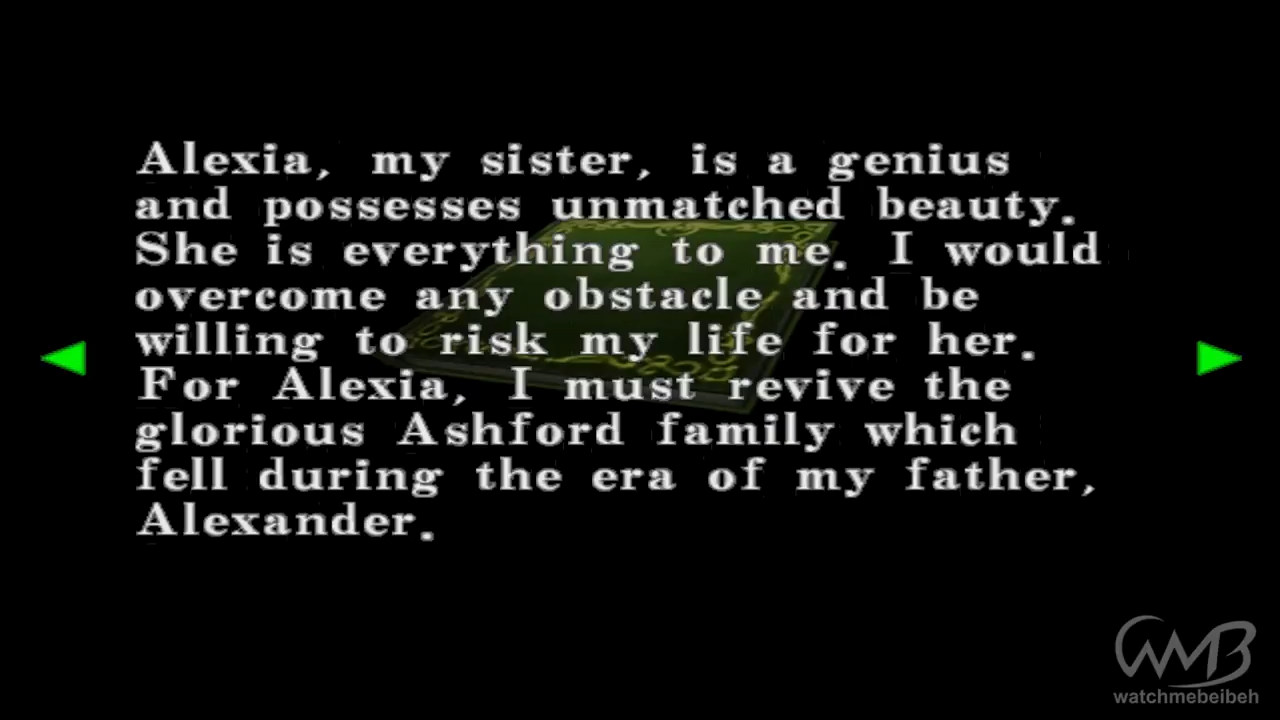 Alexia, my sister, is a genius
and possesses unmatched beauty.
She is everything to me. I would
overcome any obstacle and be
willing to risk my life for her.
For Alexia, I must revive the
glorious Ashford family which
fell during the era of my father,
Alexander.
WMB
watchmebeibeh